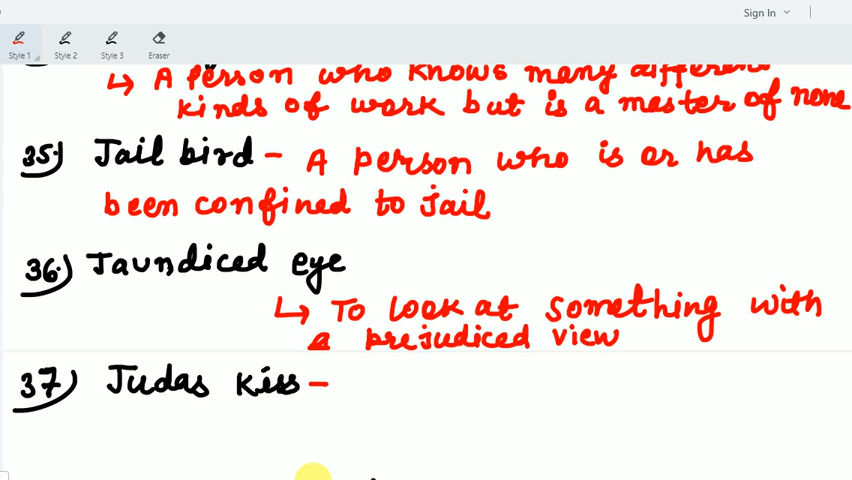 Sign In
Style 1
Style 2
Style 3
Eraser
↳ A person who knows many different
kinds of work but is a master of none
35.) Jail bird - A person who is or has
been confined to jail
36.) Jaundiced eye
↳ To look at something with
a prejudiced view
37) Judas kiss -